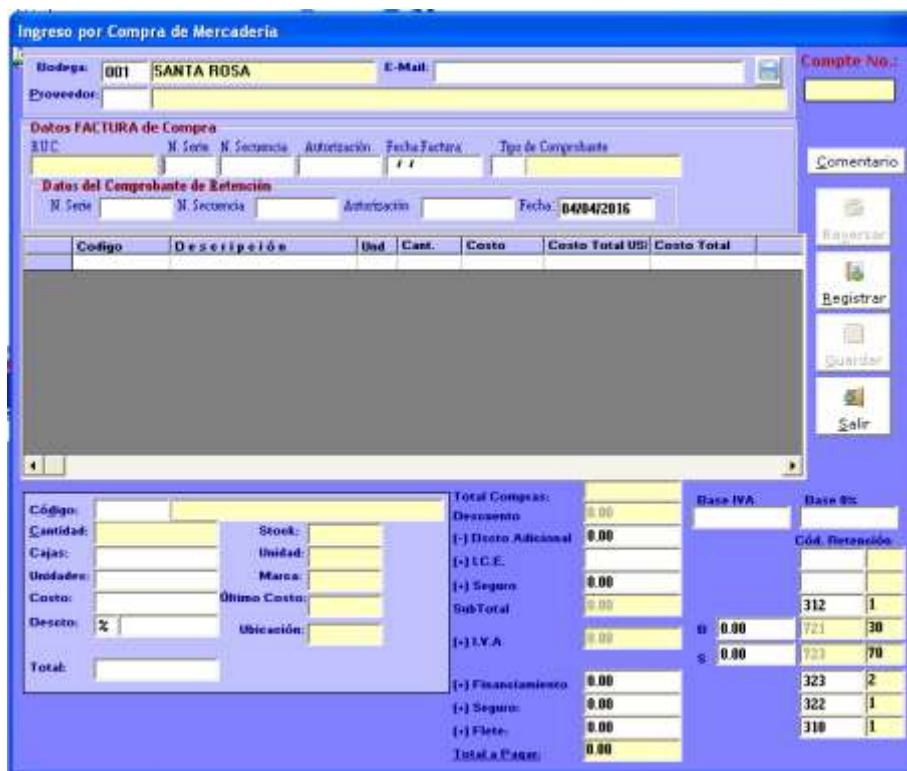 Ingreso por Compra de Mercadería
Bodega: 001 SANTA ROSA E-Mail:
Compte No.:
Proveedor:
Datos FACTURA de Compra
R.U.C N. Serie N. Secuencia Autorización Fecha Factura Tipo de Comprobante
/ /
Comentario
Datos del Comprobante de Retención
N. Serie N. Secuencia Autorización Fecha: 04/04/2016
Reversar
Codigo Descripción Und Cant. Costo Costo Total US Costo Total
Registrar
Guardar
Salir
Código:
Cantidad: Stock:
Cajas: Unidad:
Unidades: Marca:
Costo: Último Costo:
Descto: % Ubicación:
Total:
Total Compras:
Descuento 0.00
(-) Dscto Adicional 0.00
(+) I.C.E.
(+) Seguro 0.00
SubTotal 0.00
(+) I.V.A 0.00
(+) Financiamiento 0.00
(+) Seguro: 0.00
(+) Flete: 0.00
Total a Pagar: 0.00
Base IVA Base 0%
Cód. Retención
312 1
B 0.00 721 30
S 0.00 723 70
323 2
322 1
310 1